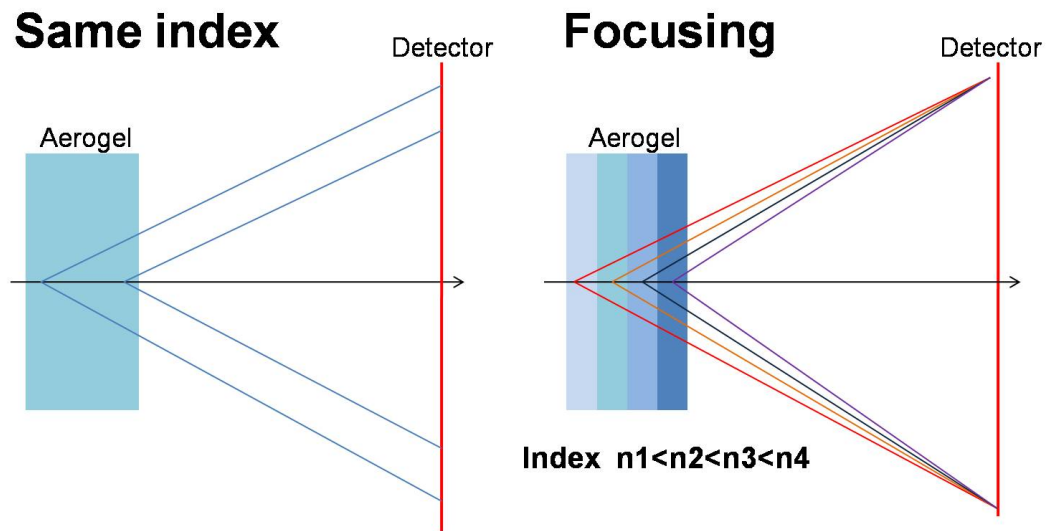 Same index
Detector
Aerogel
Focusing
Detector
Aerogel
Index n1<n2<n3<n4